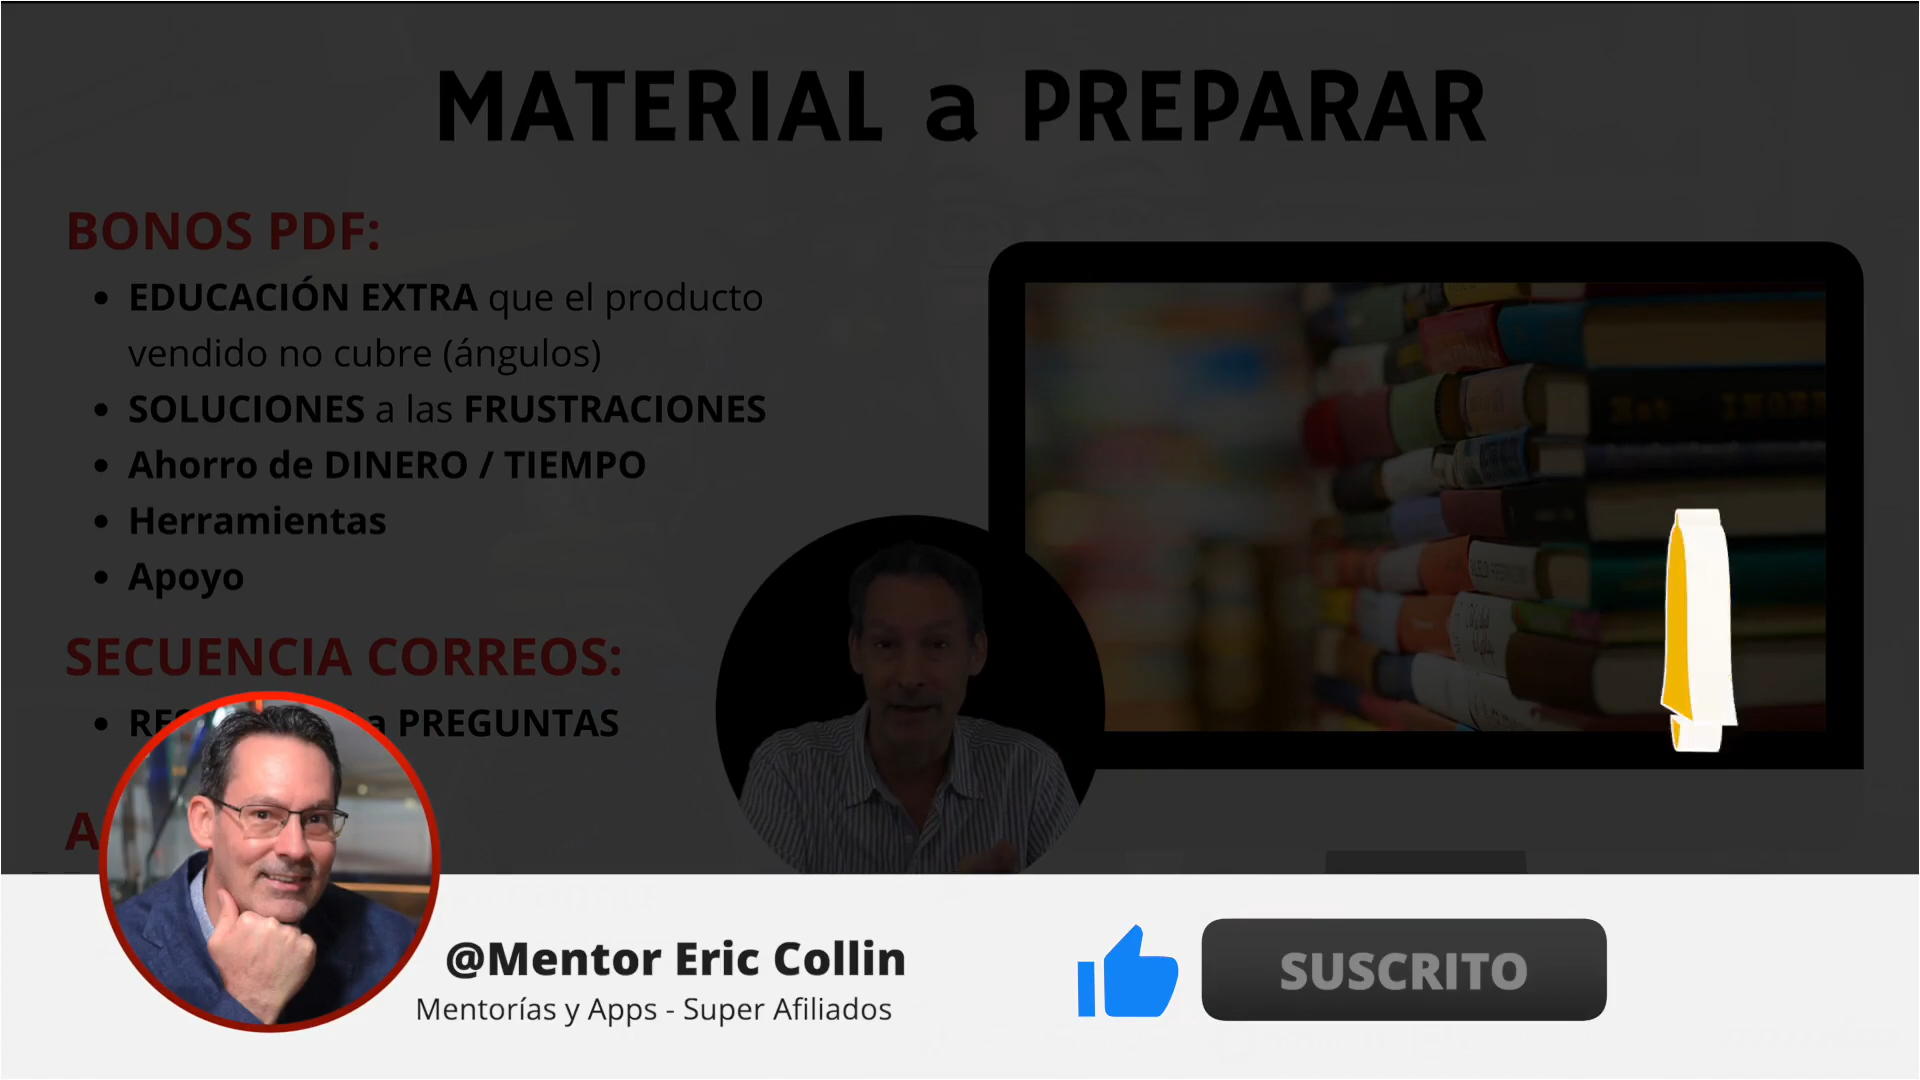 MATERIAL a PREPARAR
BONOS PDF:
• EDUCACIÓN EXTRA que el producto
vendido no cubre (ángulos)
• SOLUCIONES a las FRUSTRACIONES
• Ahorro de DINERO / TIEMPO
• Herramientas
• Apoyo
SECUENCIA CORREOS:
• a PREGUNTAS
@Mentor Eric Collin
Mentorías y Apps - Super Afiliados
SUSCRITO